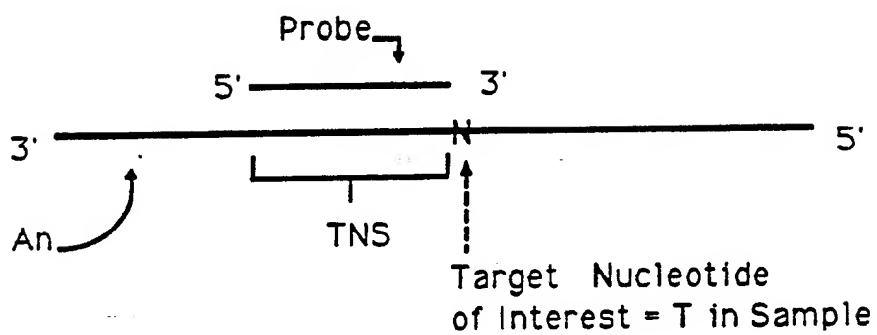 Probe
5' 3'
3' N 5'
An
TNS
Target Nucleotide
of Interest = T in Sample